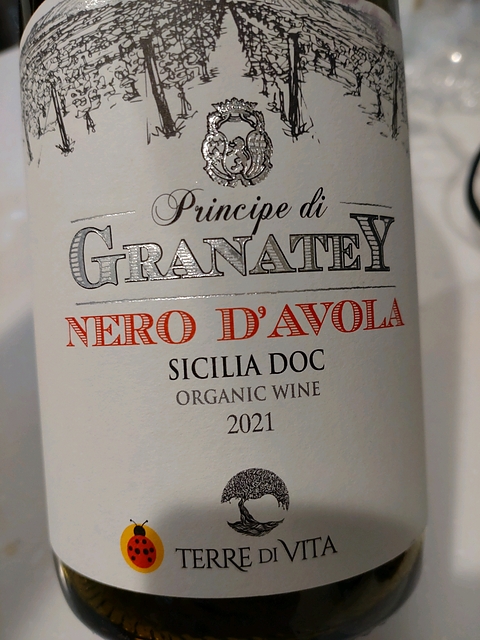 Principe di
GRANATEY
NERO D'AVOLA
SICILIA DOC
ORGANIC WINE
2021
TERRE DI VITA